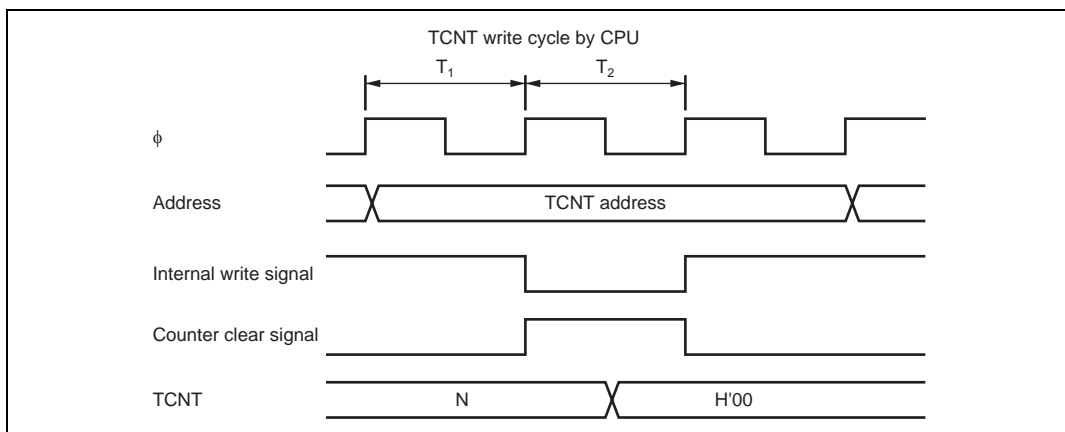 TCNT write cycle by CPU
T1 T2
ϕ
Address TCNT address
Internal write signal
Counter clear signal
TCNT N H'00